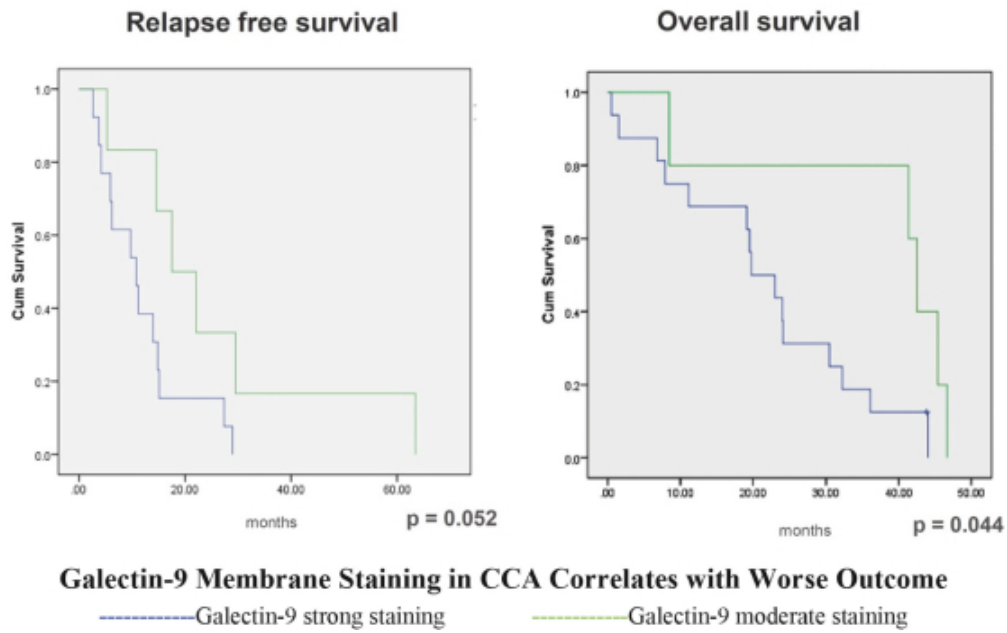 Relapse free survival
Overall survival
Cum Survival
1.0
0.8
0.6
0.4
0.2
0.0
.00 20.00 40.00 60.00
months
p = 0.052
Cum Survival
1.0
0.8
0.6
0.4
0.2
0.0
.00 10.00 20.00 30.00 40.00 50.00
months
p = 0.044
Galectin-9 Membrane Staining in CCA Correlates with Worse Outcome
Galectin-9 strong staining
Galectin-9 moderate staining